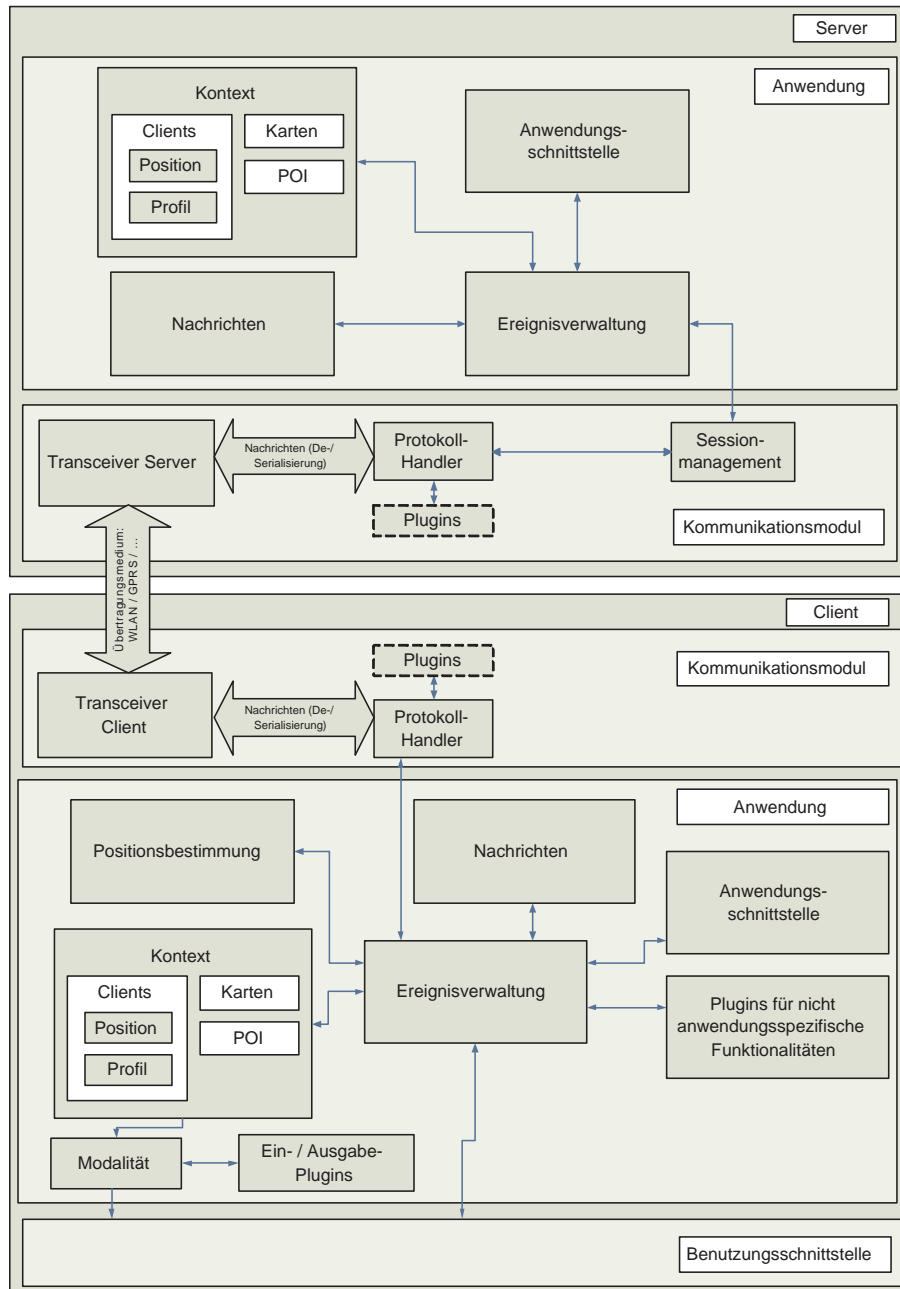 Server
Anwendung
Kontext
Clients
Position
Profil
Karten
POI
Anwendungs-
schnittstelle
Nachrichten
Ereignisverwaltung
Transceiver Server
Nachrichten (De-/
Serialisierung)
Protokoll-
Handler
Plugins
Session-
management
Kommunikationsmodul
Übertragungsmedium:
WLAN / GPRS / ...
Client
Kommunikationsmodul
Plugins
Transceiver
Client
Nachrichten (De-/
Serialisierung)
Protokoll-
Handler
Anwendung
Positionsbestimmung
Nachrichten
Anwendungs-
schnittstelle
Kontext
Clients
Position
Profil
Karten
POI
Ereignisverwaltung
Plugins für nicht
anwendungsspezifische
Funktionalitäten
Modalität
Ein- / Ausgabe-
Plugins
Benutzungsschnittstelle